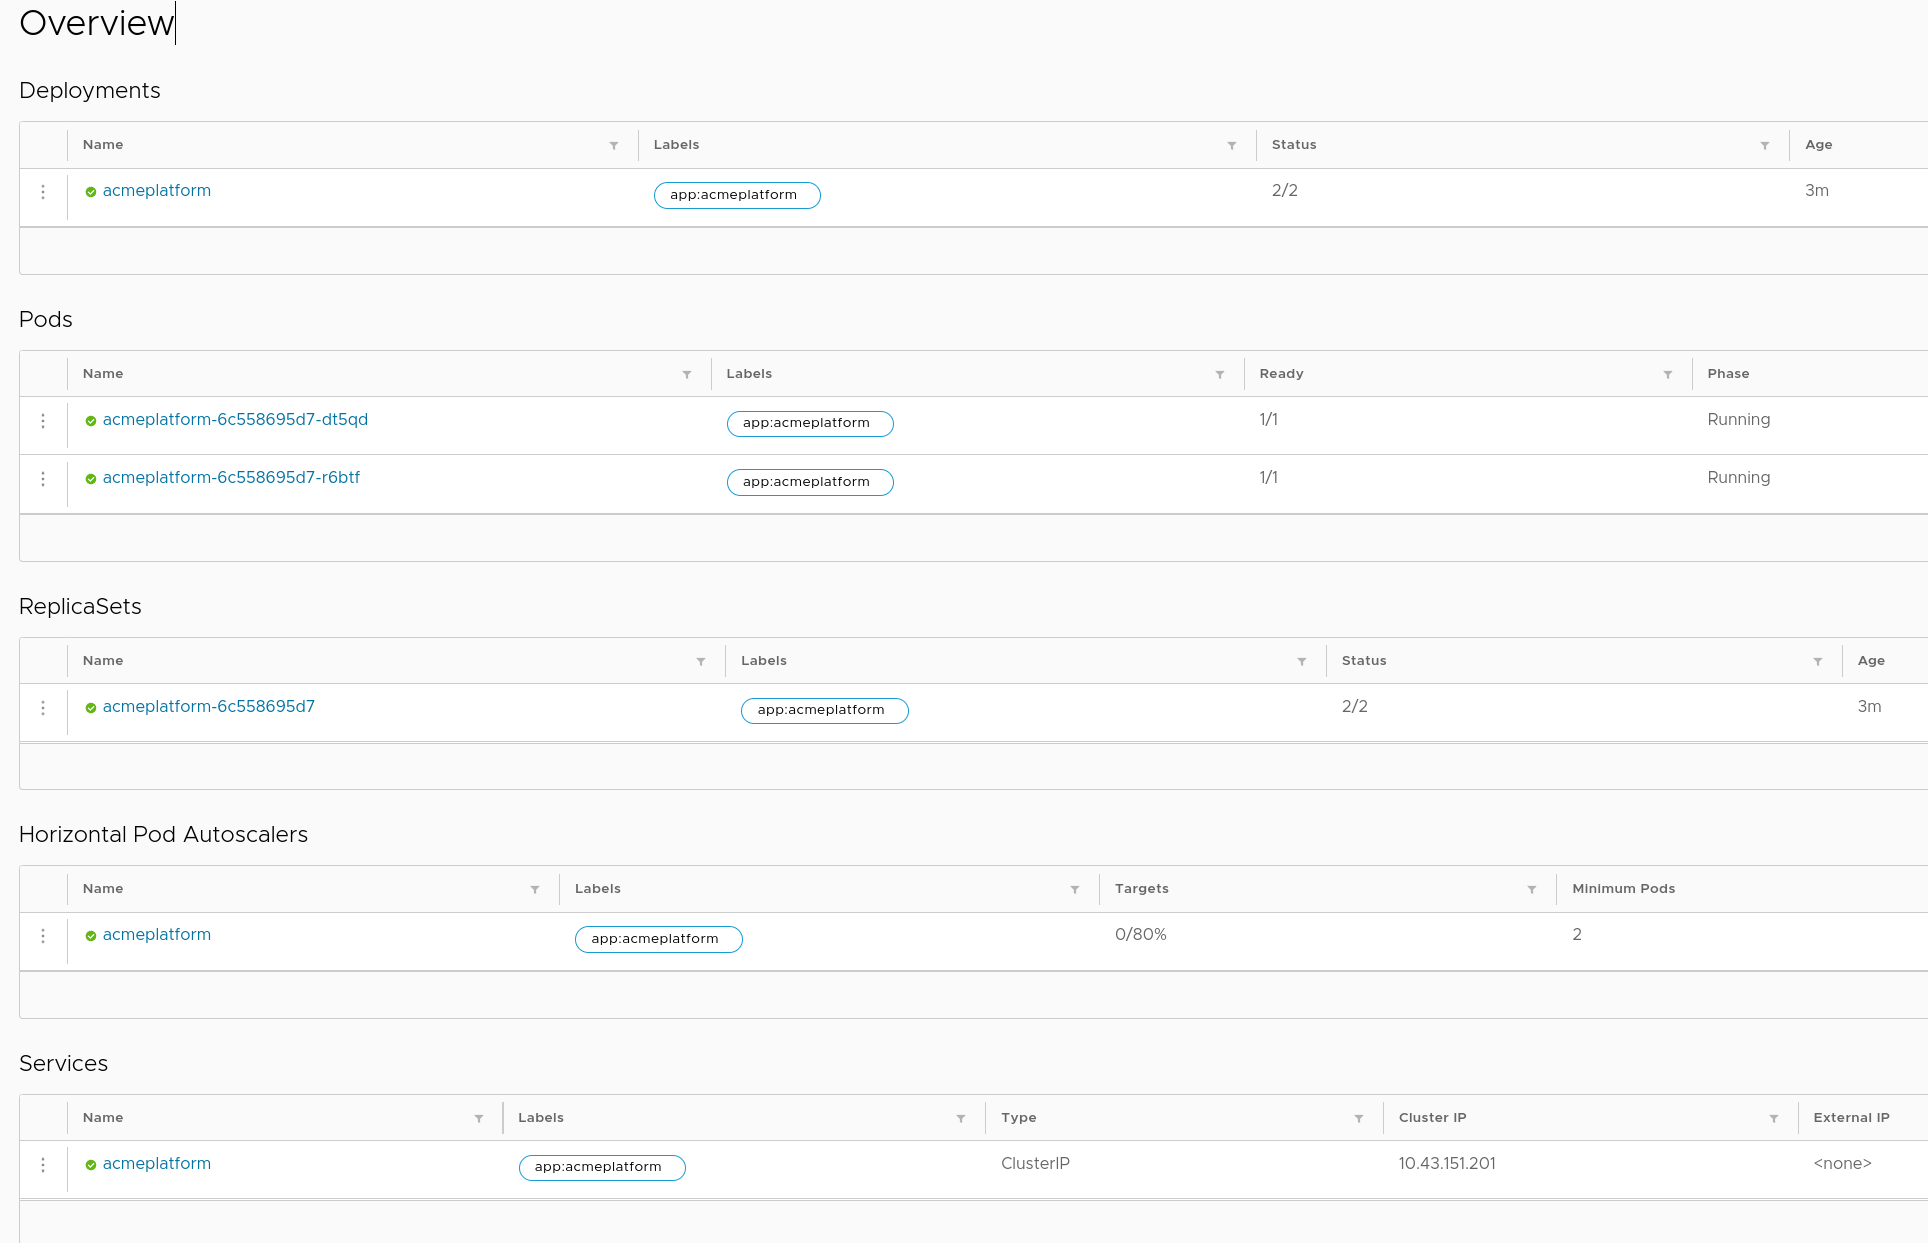 Overview
Deployments
Name Labels Status Age
acmeplatform app:acmeplatform 2/2 3m
Pods
Name Labels Ready Phase
acmeplatform-6c558695d7-dt5qd app:acmeplatform 1/1 Running
acmeplatform-6c558695d7-r6btf app:acmeplatform 1/1 Running
ReplicaSets
Name Labels Status Age
acmeplatform-6c558695d7 app:acmeplatform 2/2 3m
Horizontal Pod Autoscalers
Name Labels Targets Minimum Pods
acmeplatform app:acmeplatform 0/80% 2
Services
Name Labels Type Cluster IP External IP
acmeplatform app:acmeplatform ClusterIP 10.43.151.201 <none>